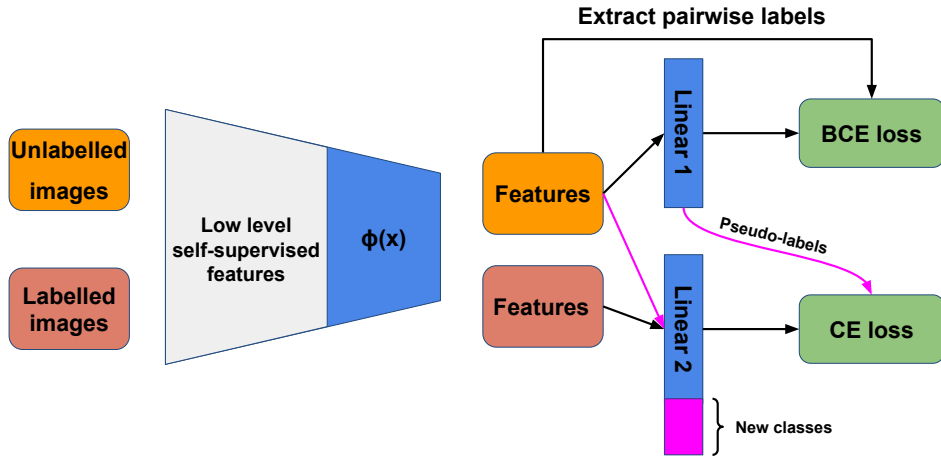 Extract pairwise labels
Unlabelled
images
Low level
self-supervised
features
ϕ(x)
Features
Linear 1
BCE loss
Pseudo-labels
Labelled
images
Features
Linear 2
CE loss
New classes